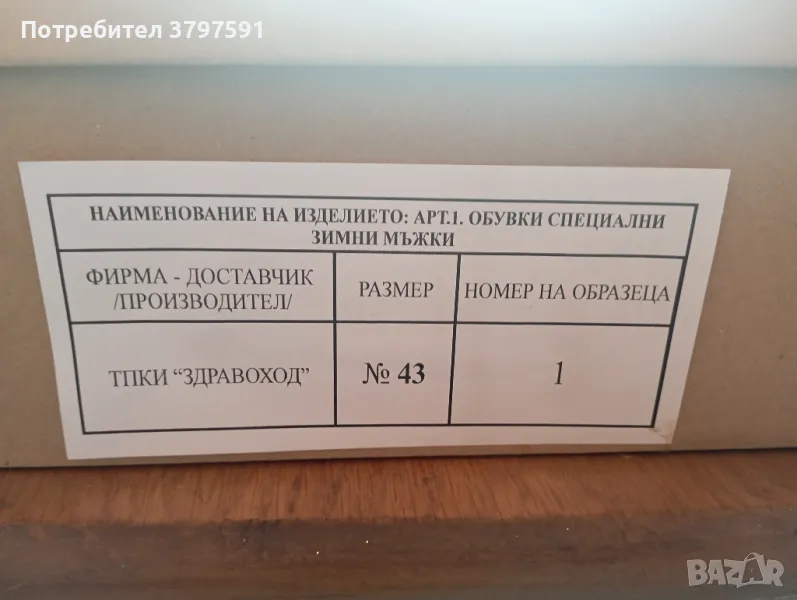 Потребител 3797591
НАИМЕНОВАНИЕ НА ИЗДЕЛИЕТО: АРТ.1. ОБУВКИ СПЕЦИАЛНИ
ЗИМНИ МЪЖКИ
ФИРМА - ДОСТАВЧИК
/ПРОИЗВОДИТЕЛ/
РАЗМЕР
НОМЕР НА ОБРАЗЕЦА
ТПКИ “ЗДРАВОХОД”
№ 43
1
BAZAR